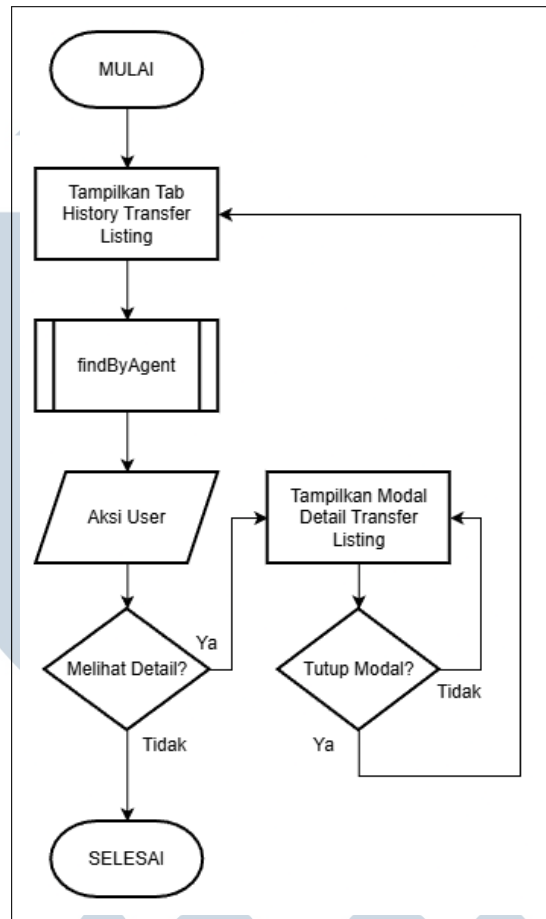 MULAI
Tampilkan Tab
History Transfer
Listing
findByAgent
Aksi User
Tampilkan Modal
Detail Transfer
Listing
Ya
Melihat Detail?
Tutup Modal?
Tidak
Tidak
Ya
SELESAI